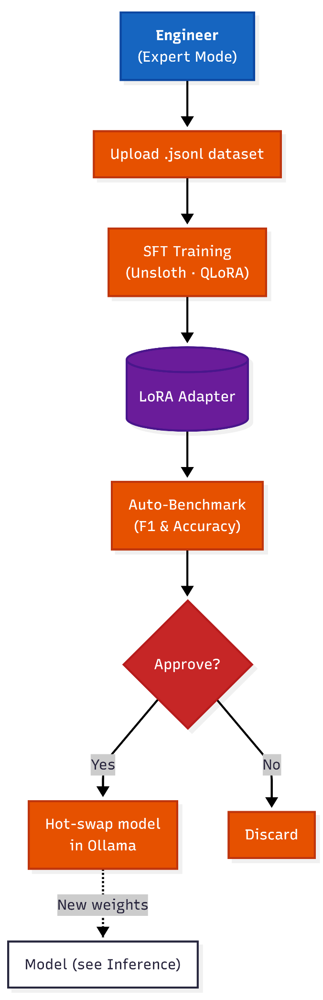 Engineer
(Expert Mode)
Upload .jsonl dataset
SFT Training
(Unsloth · QLoRA)
LoRA Adapter
Auto-Benchmark
(F1 & Accuracy)
Approve?
Yes
No
Hot-swap model
in Ollama
Discard
New weights
Model (see Inference)